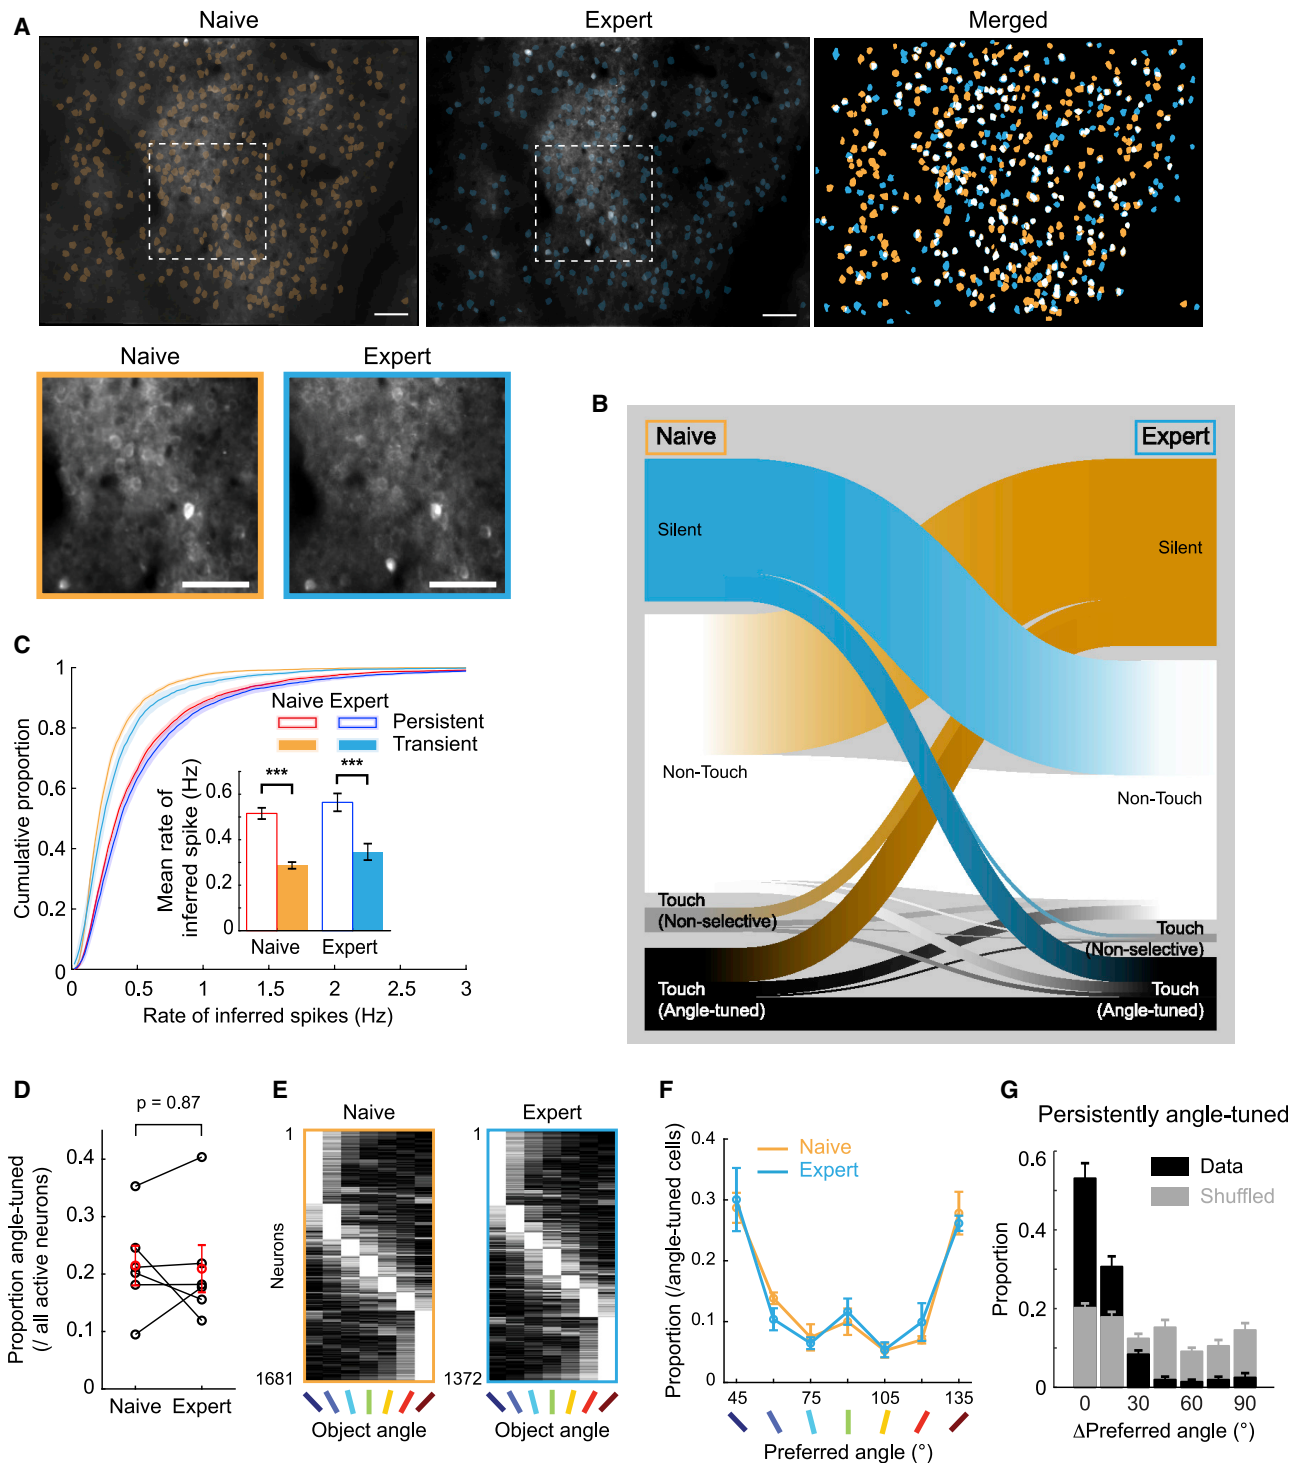 A
Naive
Expert
Merged
Naive
Expert
B
Naive
Expert
Silent
Silent
Non-Touch
Non-Touch
Touch
(Non-selective)
Touch
(Non-selective)
Touch
(Angle-tuned)
Touch
(Angle-tuned)
C
Cumulative proportion
1
0.8
0.6
0.4
0.2
0
0
0.5
1
1.5
2
2.5
3
Rate of inferred spikes (Hz)
Naive Expert
Persistent
Transient
Mean rate of
inferred spike (Hz)
0.6
0.4
0.2
0
***
***
Naive
Expert
D
p = 0.87
Proportion angle-tuned
(/ all active neurons)
0.4
0.3
0.2
0.1
0
Naive
Expert
E
Naive
Expert
Neurons
1
1681
1
1372
Object angle
Object angle
F
Proportion (/angle-tuned cells)
0.4
0.3
0.2
0.1
0
Naive
Expert
45
75
105
135
Preferred angle (°)
G
Persistently angle-tuned
Proportion
0.6
0.4
0.2
0
Data
Shuffled
0
30
60
90
ΔPreferred angle (°)